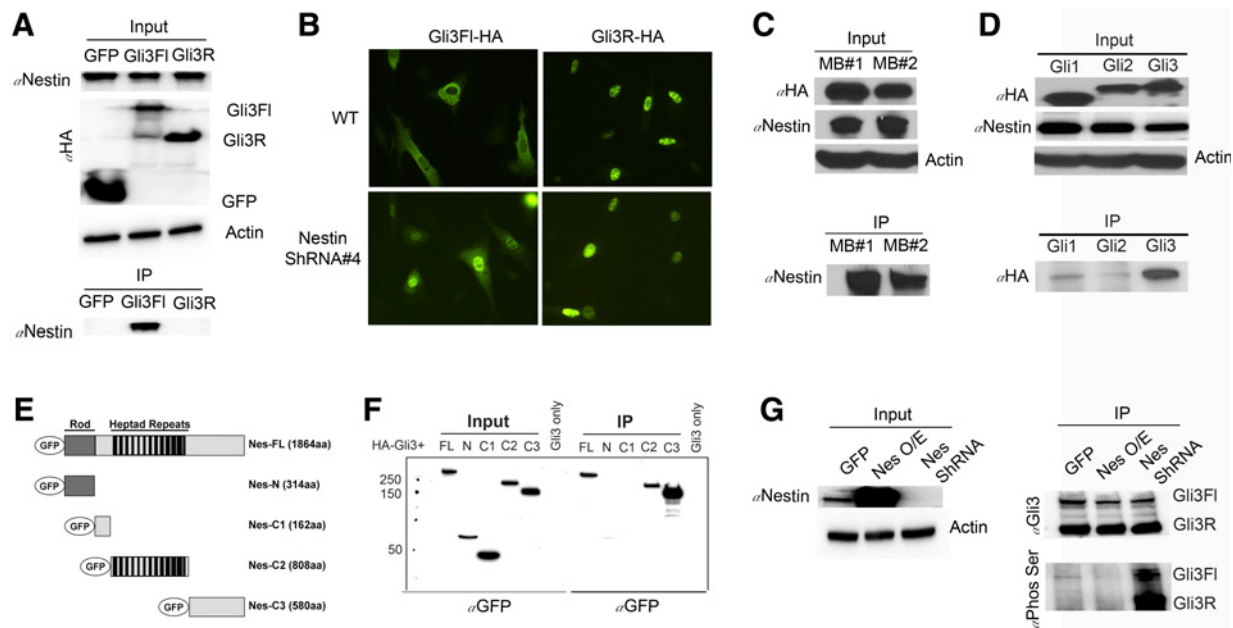 A
Input
GFP Gli3Fl Gli3R
αNestin
αHA
Gli3Fl
Gli3R
GFP
Actin
IP
GFP Gli3Fl Gli3R
αNestin
B
Gli3Fl-HA Gli3R-HA
WT
Nestin
ShRNA#4
C
Input
MB#1 MB#2
αHA
αNestin
Actin
IP
MB#1 MB#2
αNestin
D
Input
Gli1 Gli2 Gli3
αHA
αNestin
Actin
IP
Gli1 Gli2 Gli3
αHA
E
Rod Heptad Repeats
GFP Nes-FL (1864aa)
GFP Nes-N (314aa)
GFP Nes-C1 (162aa)
GFP Nes-C2 (808aa)
GFP Nes-C3 (580aa)
F
Input IP
HA-Gli3+ FL N C1 C2 C3 Gli3 only FL N C1 C2 C3 Gli3 only
250
150
50
αGFP αGFP
G
Input
GFP Nes O/E Nes ShRNA
αNestin
Actin
IP
GFP Nes O/E Nes ShRNA
αGli3
Gli3Fl
Gli3R
αPhos Ser
Gli3Fl
Gli3R